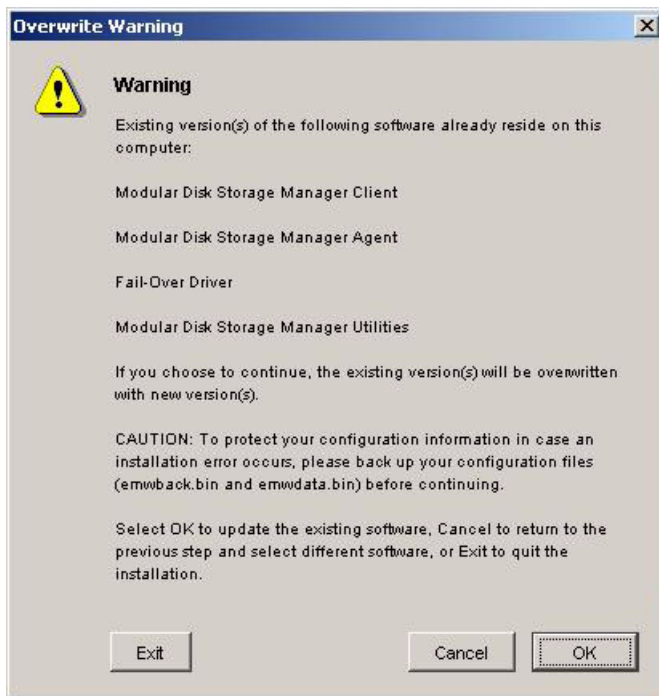 Overwrite Warning
Warning
Existing version(s) of the following software already reside on this
computer:
Modular Disk Storage Manager Client
Modular Disk Storage Manager Agent
Fail-Over Driver
Modular Disk Storage Manager Utilities
If you choose to continue, the existing version(s) will be overwritten
with new version(s).
CAUTION: To protect your configuration information in case an
installation error occurs, please back up your configuration files
(emwback.bin and emwdata.bin) before continuing.
Select OK to update the existing software, Cancel to return to the
previous step and select different software, or Exit to quit the
installation.
Exit Cancel OK